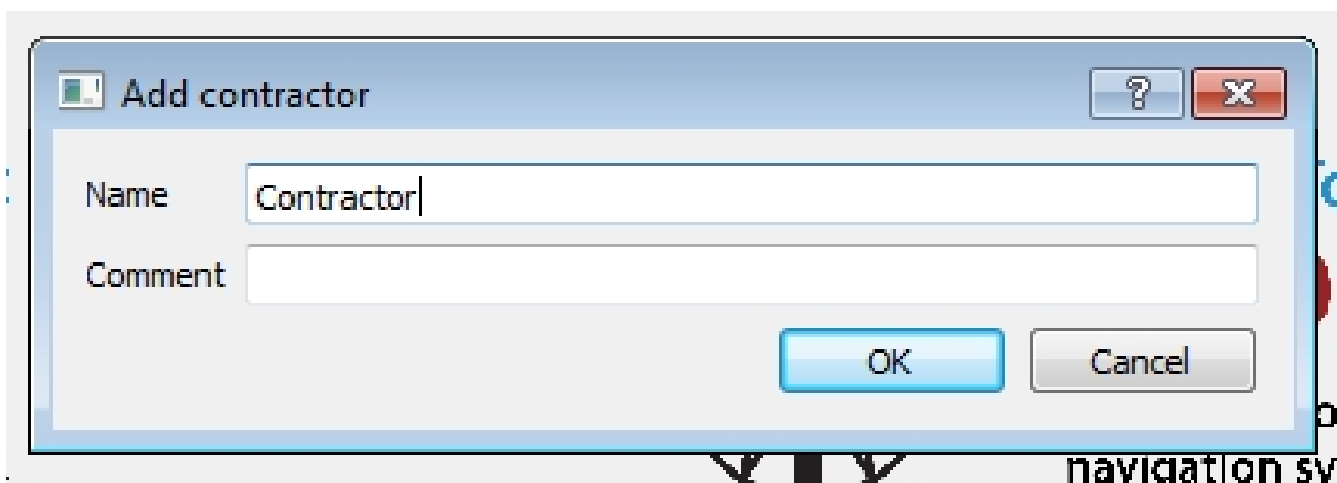 Add contractor
Name
Contractor
Comment
OK
Cancel
navigation sy